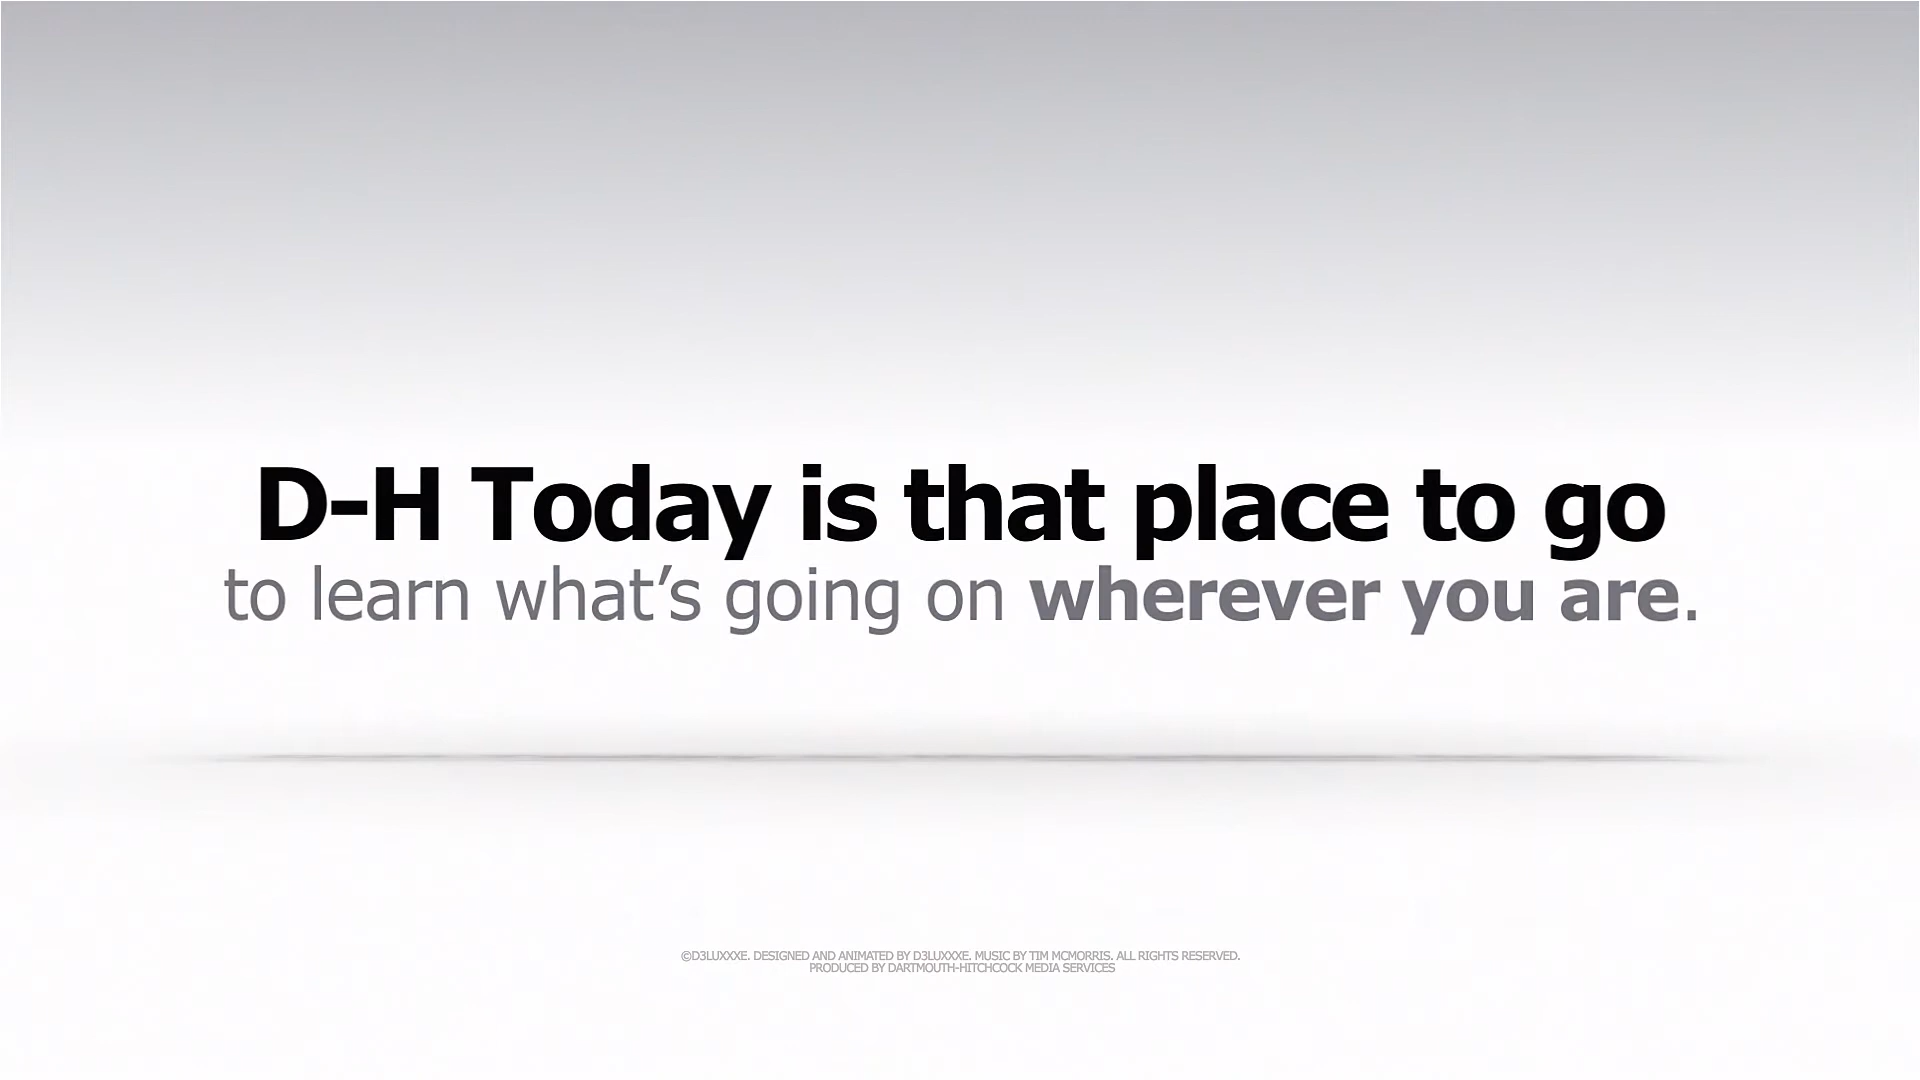 D-H Today is that place to go
to learn what’s going on wherever you are.
©D3LUXXXE. DESIGNED AND ANIMATED BY D3LUXXXE. MUSIC BY TIM MCMORRIS. ALL RIGHTS RESERVED.
PRODUCED BY DARTMOUTH-HITCHCOCK MEDIA SERVICES